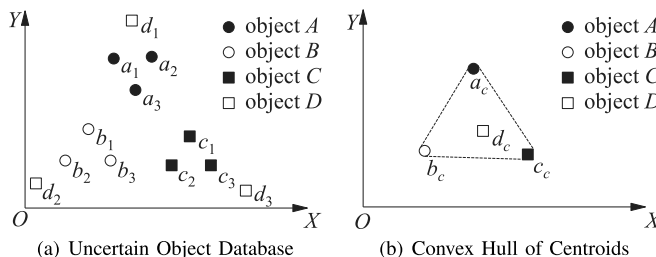 Y
d1
object A
object B
object C
object D
a1
a2
a3
b1
b2
b3
c1
c2
c3
d2
d3
O
X
(a) Uncertain Object Database
Y
object A
object B
object C
object D
ac
dc
bc
cc
O
X
(b) Convex Hull of Centroids